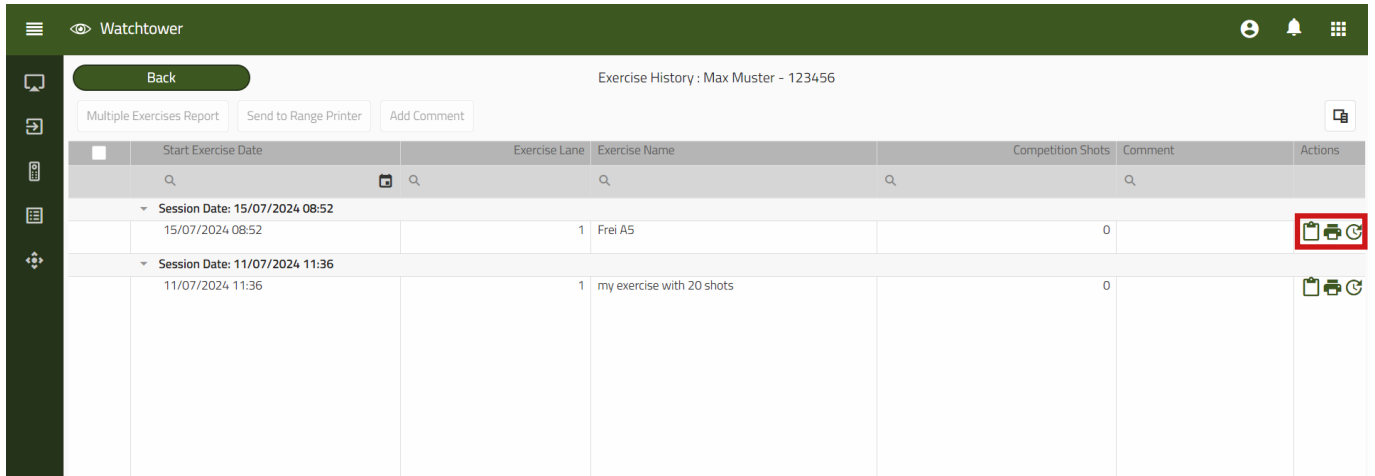 Watchtower
Back Exercise History : Max Muster - 123456
Multiple Exercises Report Send to Range Printer Add Comment
Start Exercise Date Exercise Lane Exercise Name Competition Shots Comment Actions
Session Date: 15/07/2024 08:52
15/07/2024 08:52 1 Frei A5 0
Session Date: 11/07/2024 11:36
11/07/2024 11:36 1 my exercise with 20 shots 0